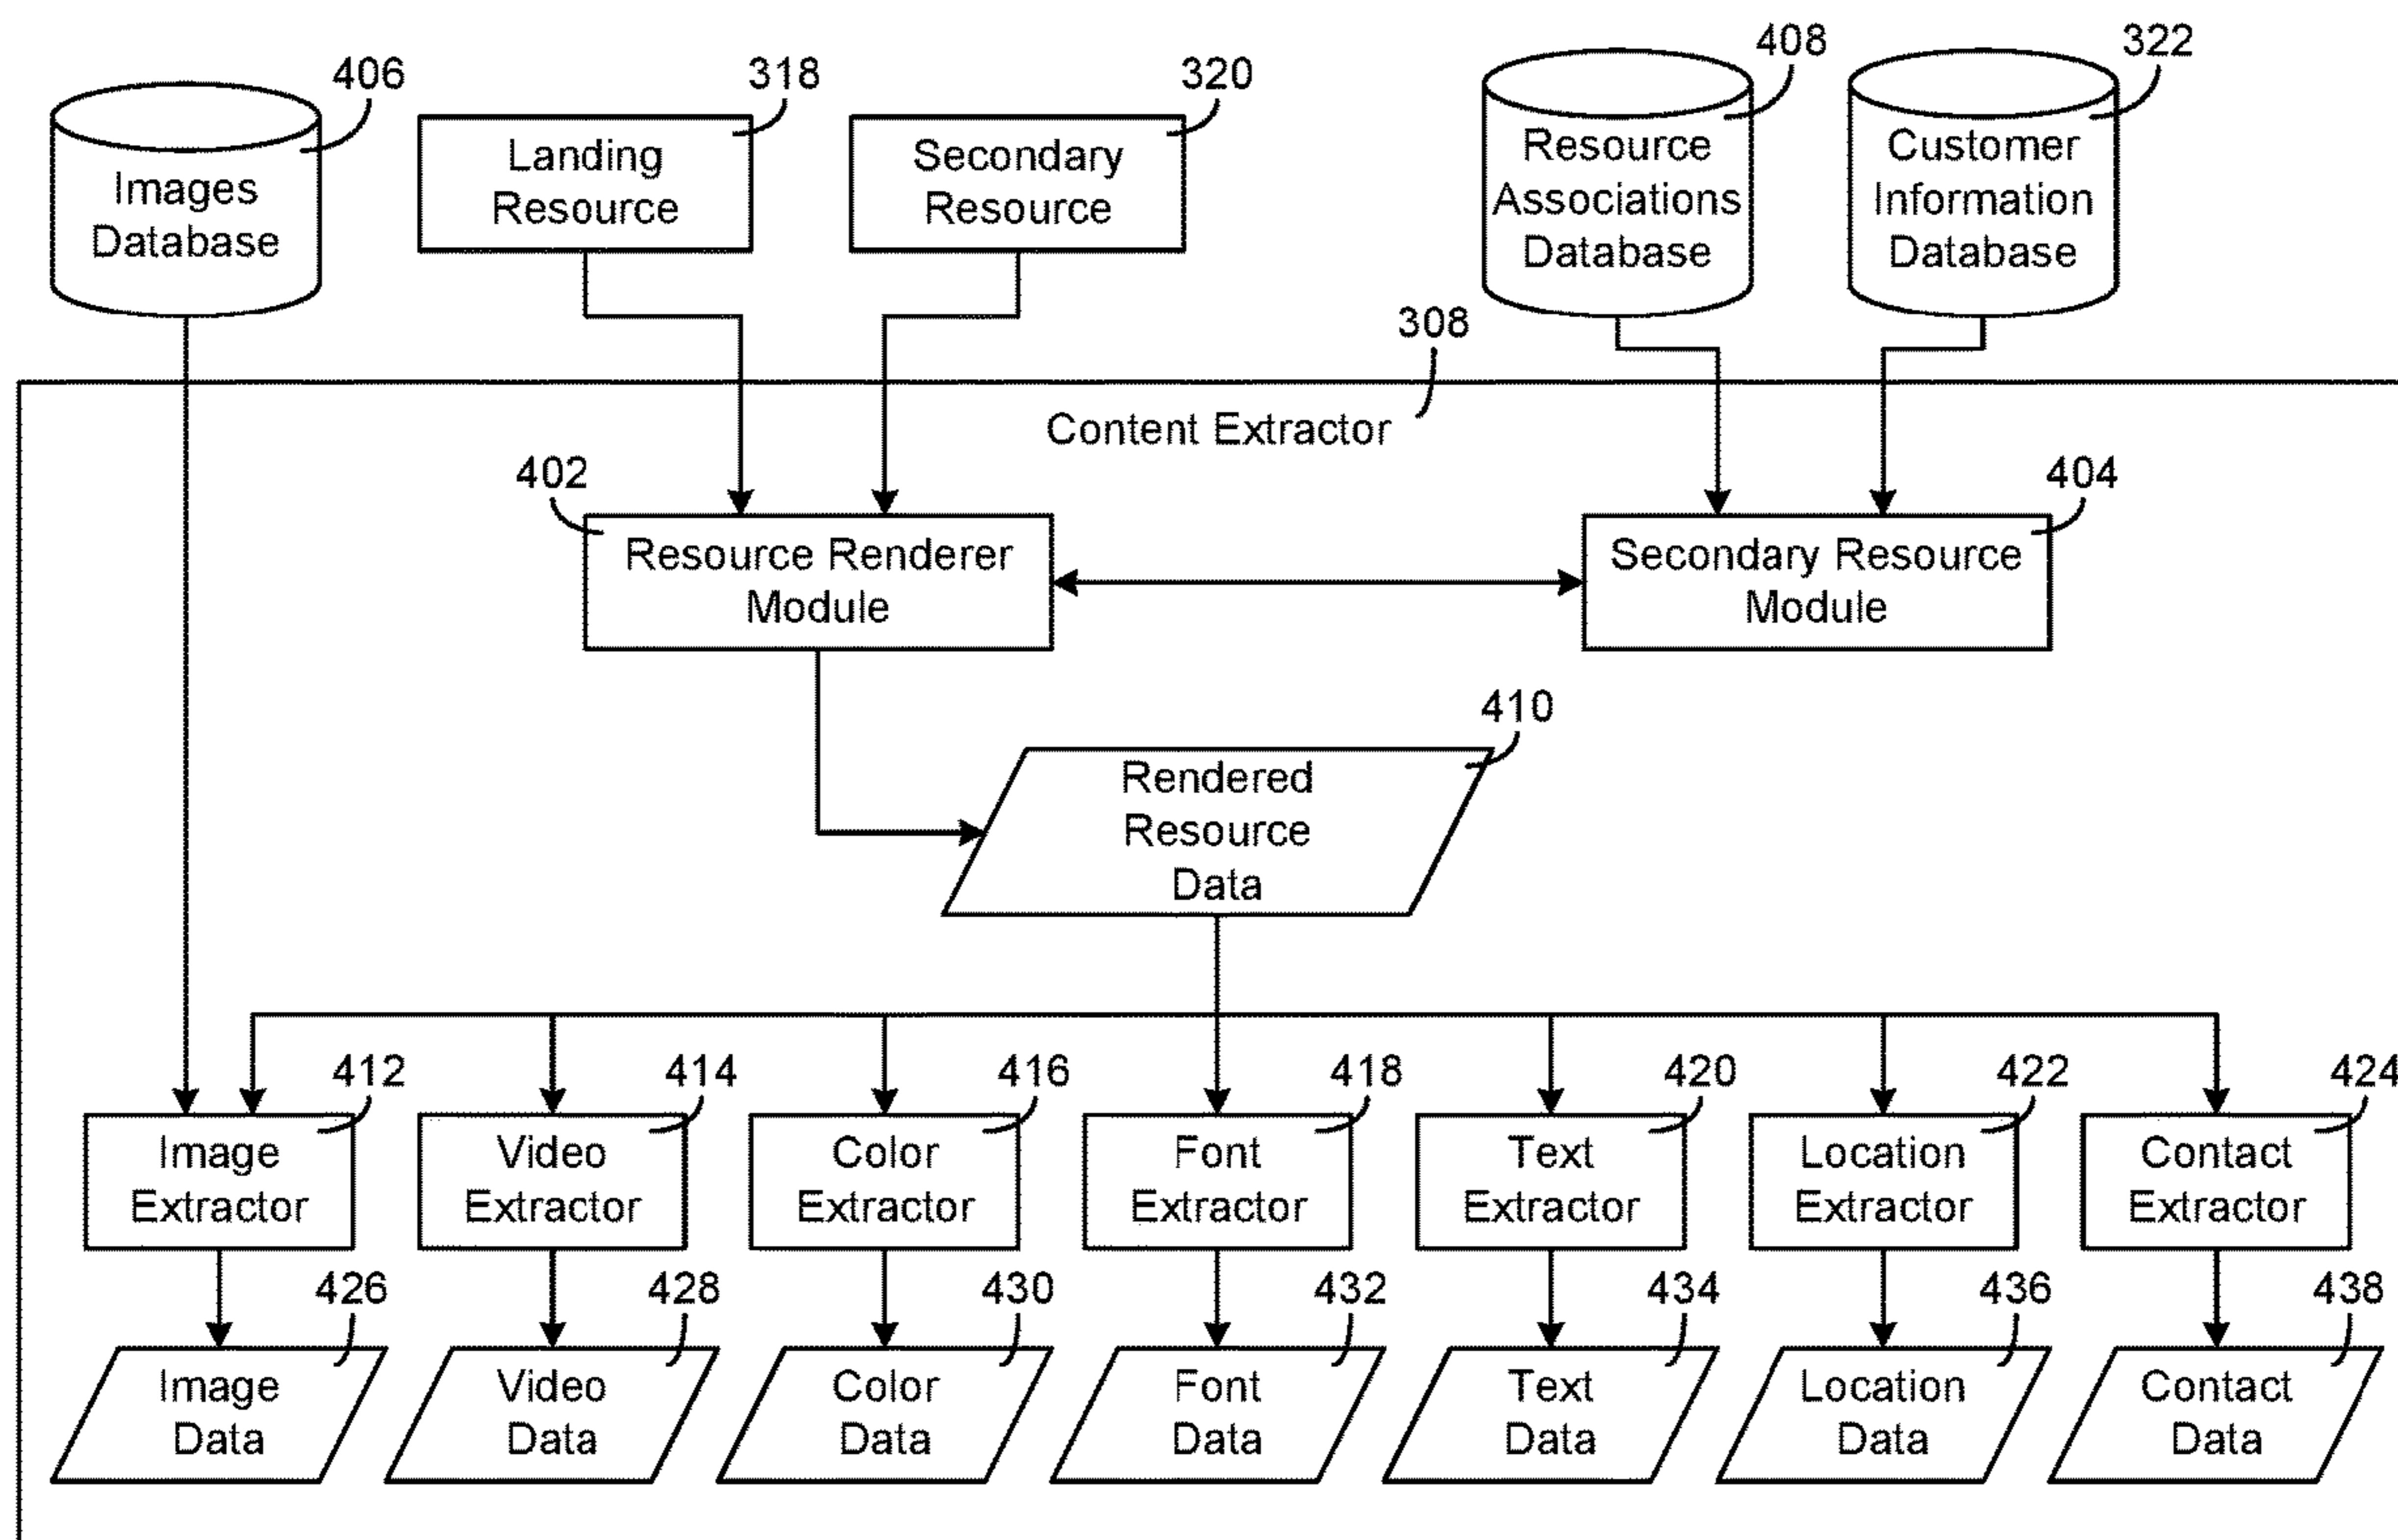 406
318
320
408
322
Images
Database
Landing
Resource
Secondary
Resource
Resource
Associations
Database
Customer
Information
Database
308
Content Extractor
402
404
Resource Renderer
Module
Secondary Resource
Module
410
Rendered
Resource
Data
412
414
416
418
420
422
424
Image
Extractor
Video
Extractor
Color
Extractor
Font
Extractor
Text
Extractor
Location
Extractor
Contact
Extractor
426
428
430
432
434
436
438
Image
Data
Video
Data
Color
Data
Font
Data
Text
Data
Location
Data
Contact
Data